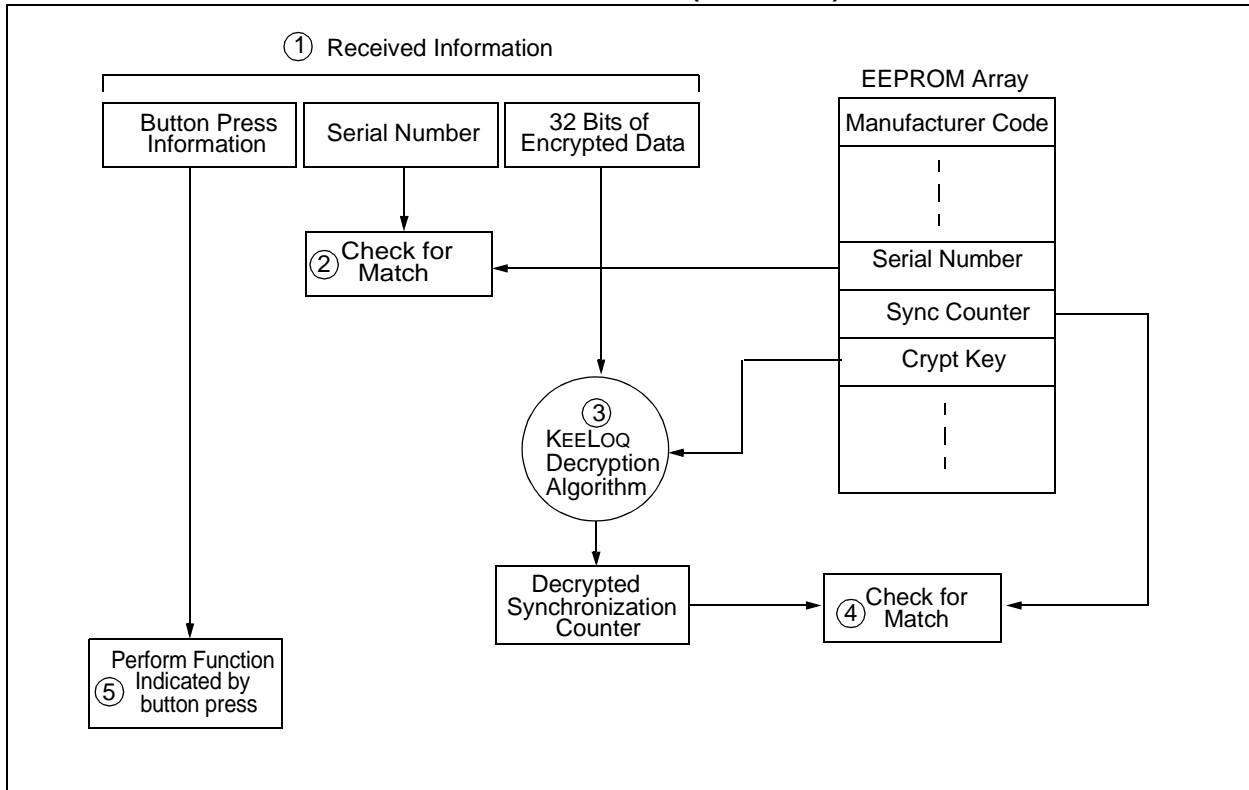 ① Received Information
EEPROM Array
Button Press
Information
Serial Number
32 Bits of
Encrypted Data
Manufacturer Code
② Check for
Match
Serial Number
Sync Counter
Crypt Key
③
KEELOQ
Decryption
Algorithm
Decrypted
Synchronization
Counter
④ Check for
Match
Perform Function
⑤ Indicated by
button press